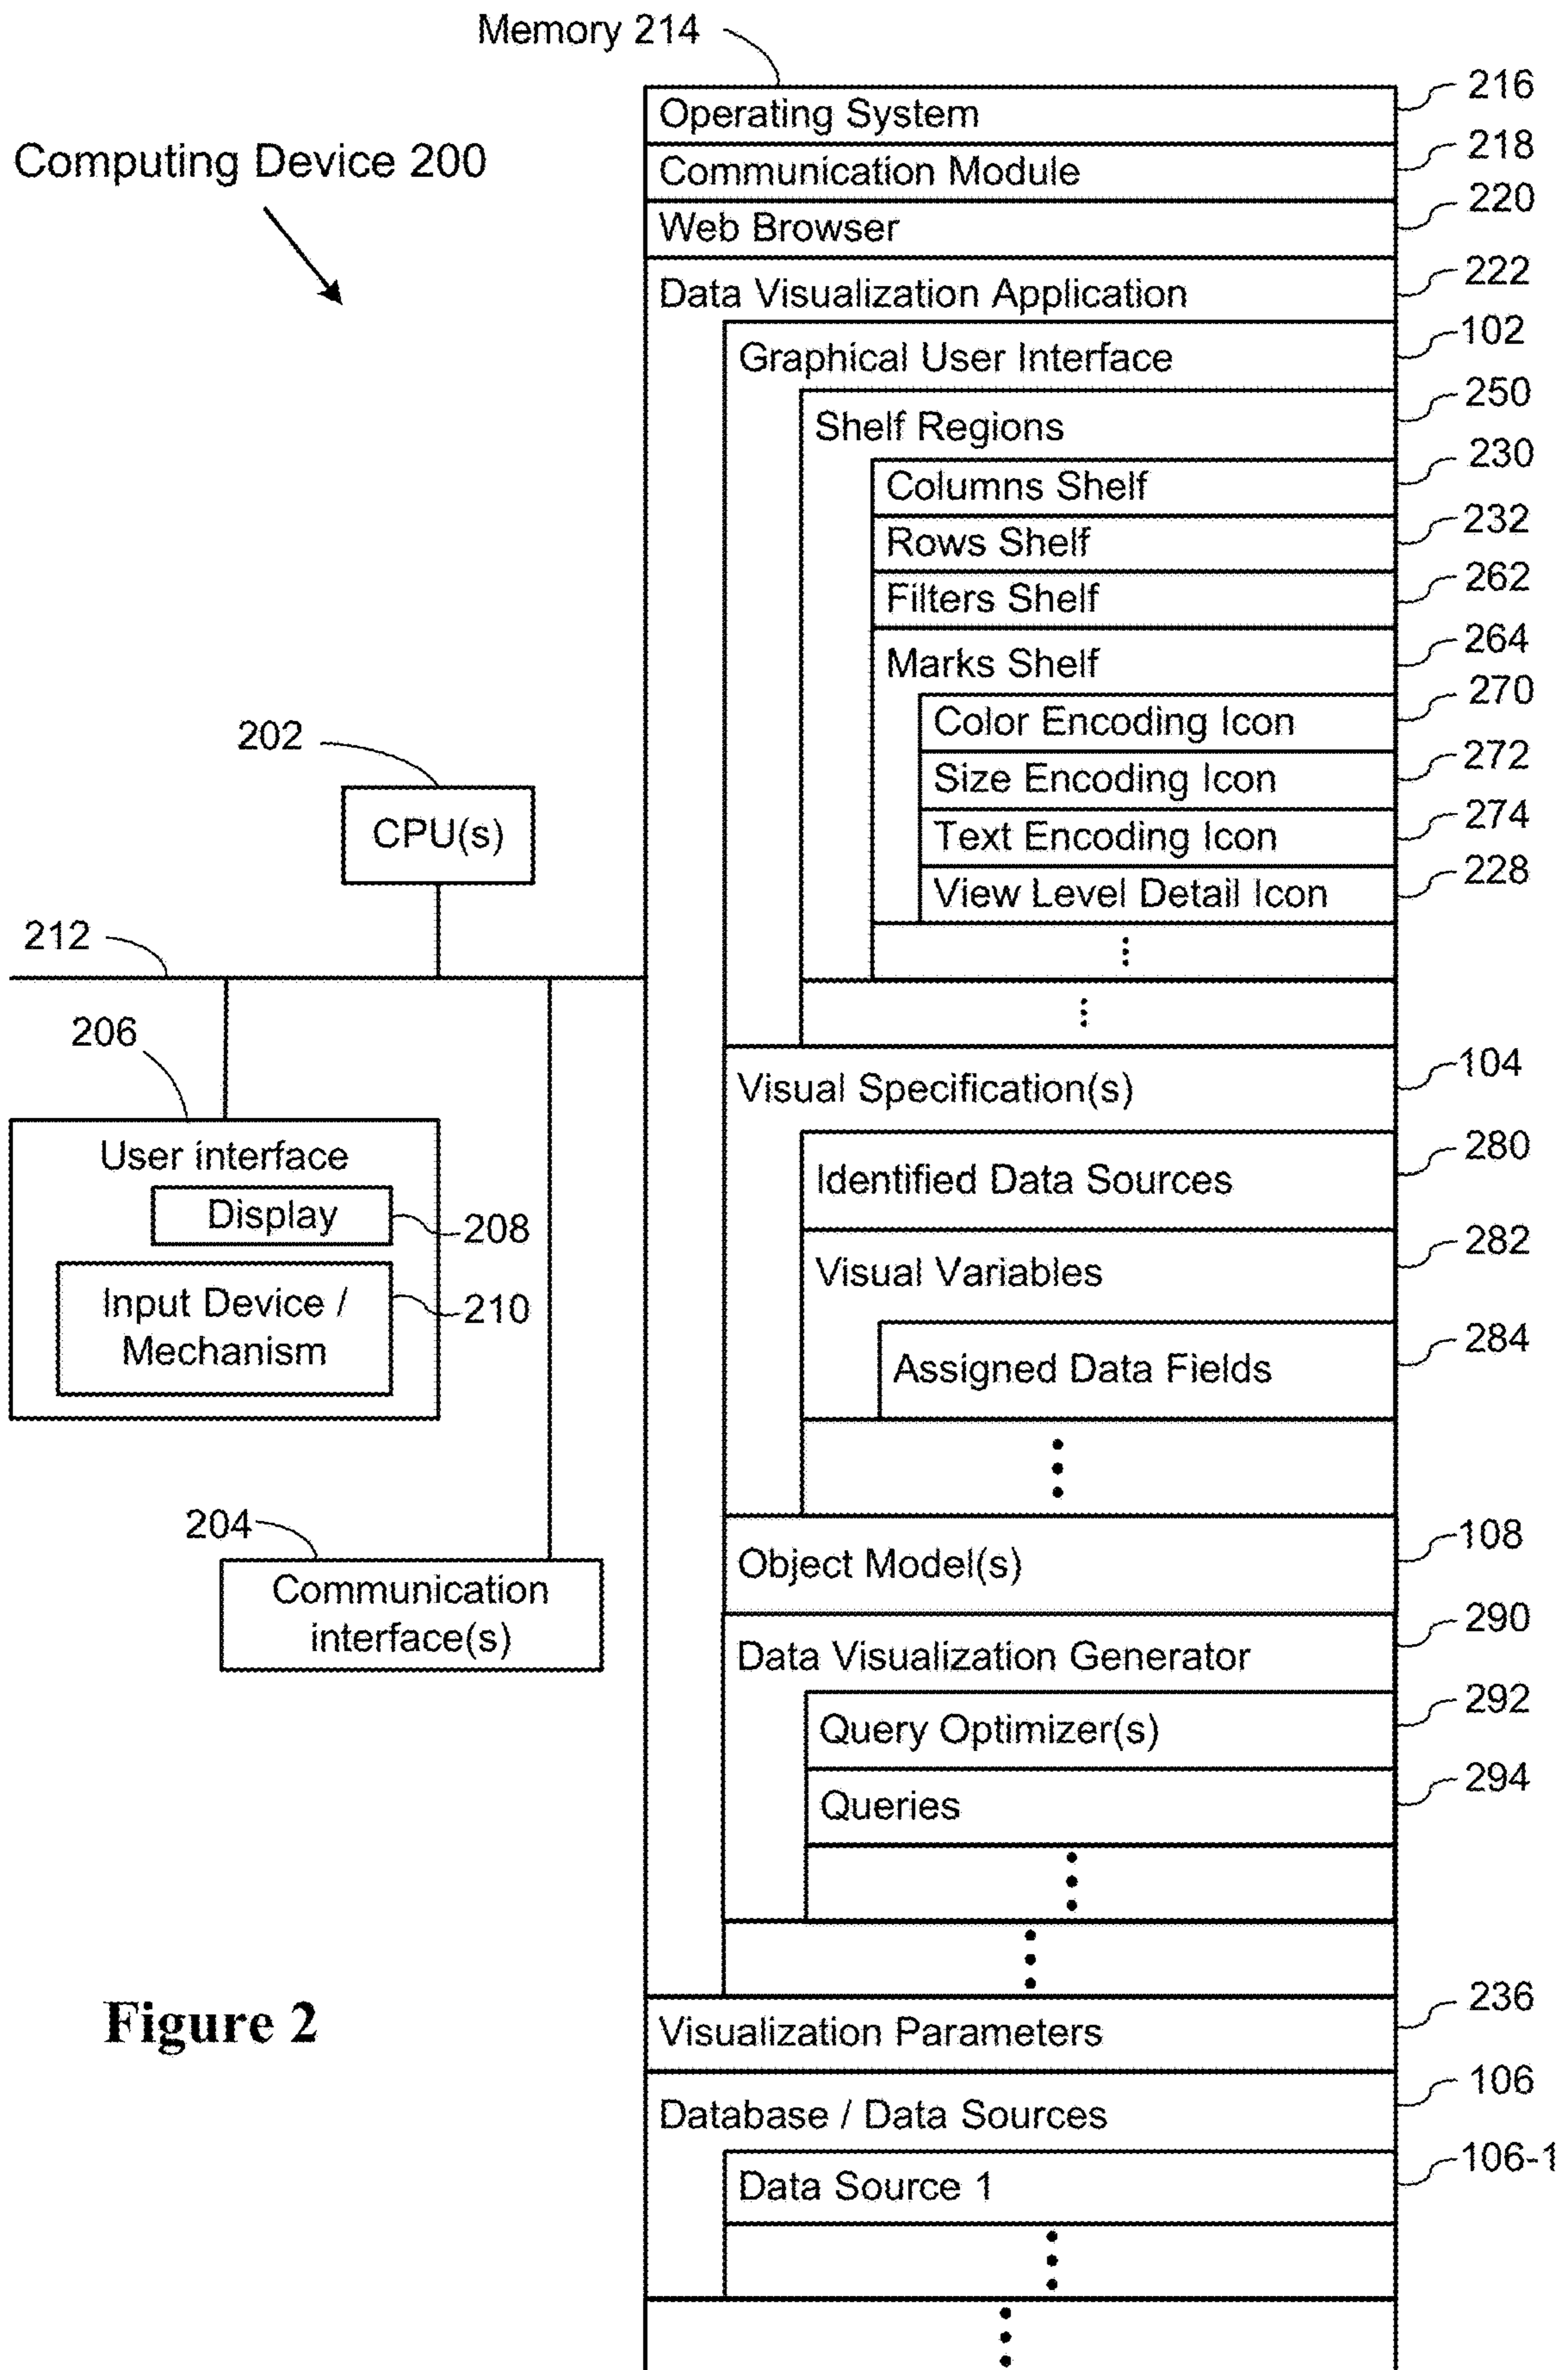 Memory 214
Computing Device 200
Operating System 216
Communication Module 218
Web Browser 220
Data Visualization Application 222
Graphical User Interface 102
Shelf Regions 250
Columns Shelf 230
Rows Shelf 232
Filters Shelf 262
Marks Shelf 264
Color Encoding Icon 270
Size Encoding Icon 272
Text Encoding Icon 274
View Level Detail Icon 228
202
CPU(s)
212
206
User interface
Display 208
Input Device /
Mechanism
210
204
Communication
interface(s)
Visual Specification(s) 104
Identified Data Sources 280
Visual Variables 282
Assigned Data Fields 284
Object Model(s) 108
Data Visualization Generator 290
Query Optimizer(s) 292
Queries 294
Visualization Parameters 236
Database / Data Sources 106
Data Source 1 106-1
Figure 2